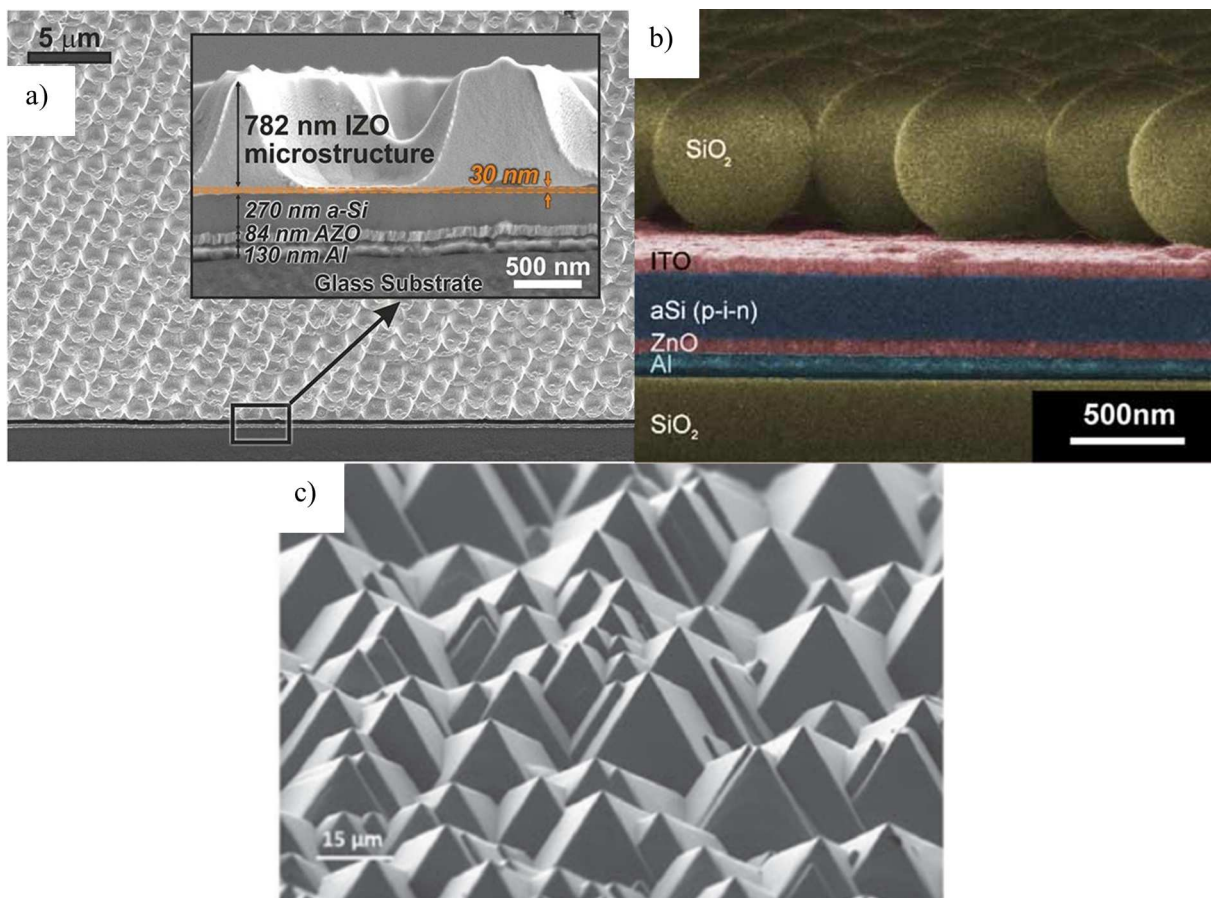 5 μm
a)
782 nm IZO
microstructure
30 nm
270 nm a-Si
84 nm AZO
130 nm Al
500 nm
Glass Substrate
b)
SiO₂
ITO
aSi (p-i-n)
ZnO
Al
SiO₂
500nm
c)
15 μm